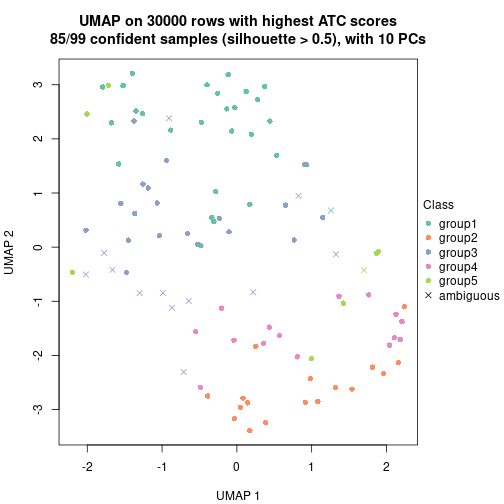 UMAP on 30000 rows with highest ATC scores
85/99 confident samples (silhouette > 0.5), with 10 PCs
3
2
1
0
-1
-2
-3
UMAP 2
-2
-1
0
1
2
UMAP 1
Class
group1
group2
group3
group4
group5
ambiguous